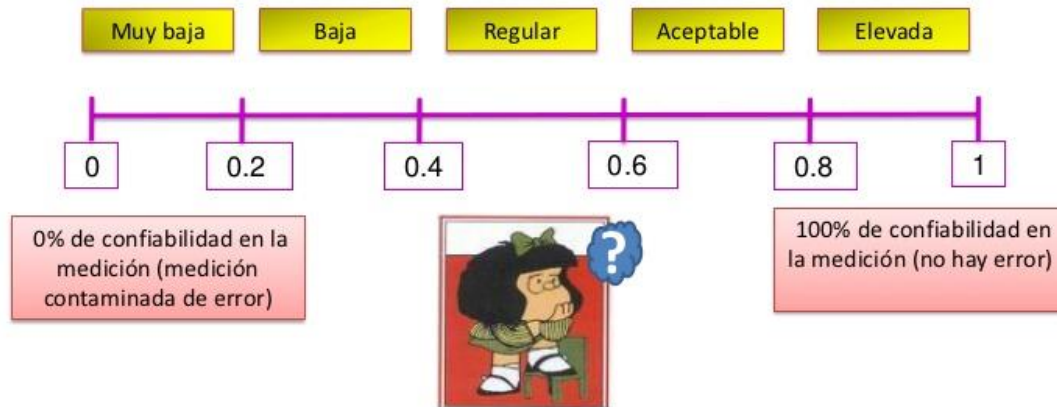 Muy baja
Baja
Regular
Aceptable
Elevada
0
0.2
0.4
0.6
0.8
1
0% de confiabilidad en la
medición (medición
contaminada de error)
?
100% de confiabilidad en
la medición (no hay error)